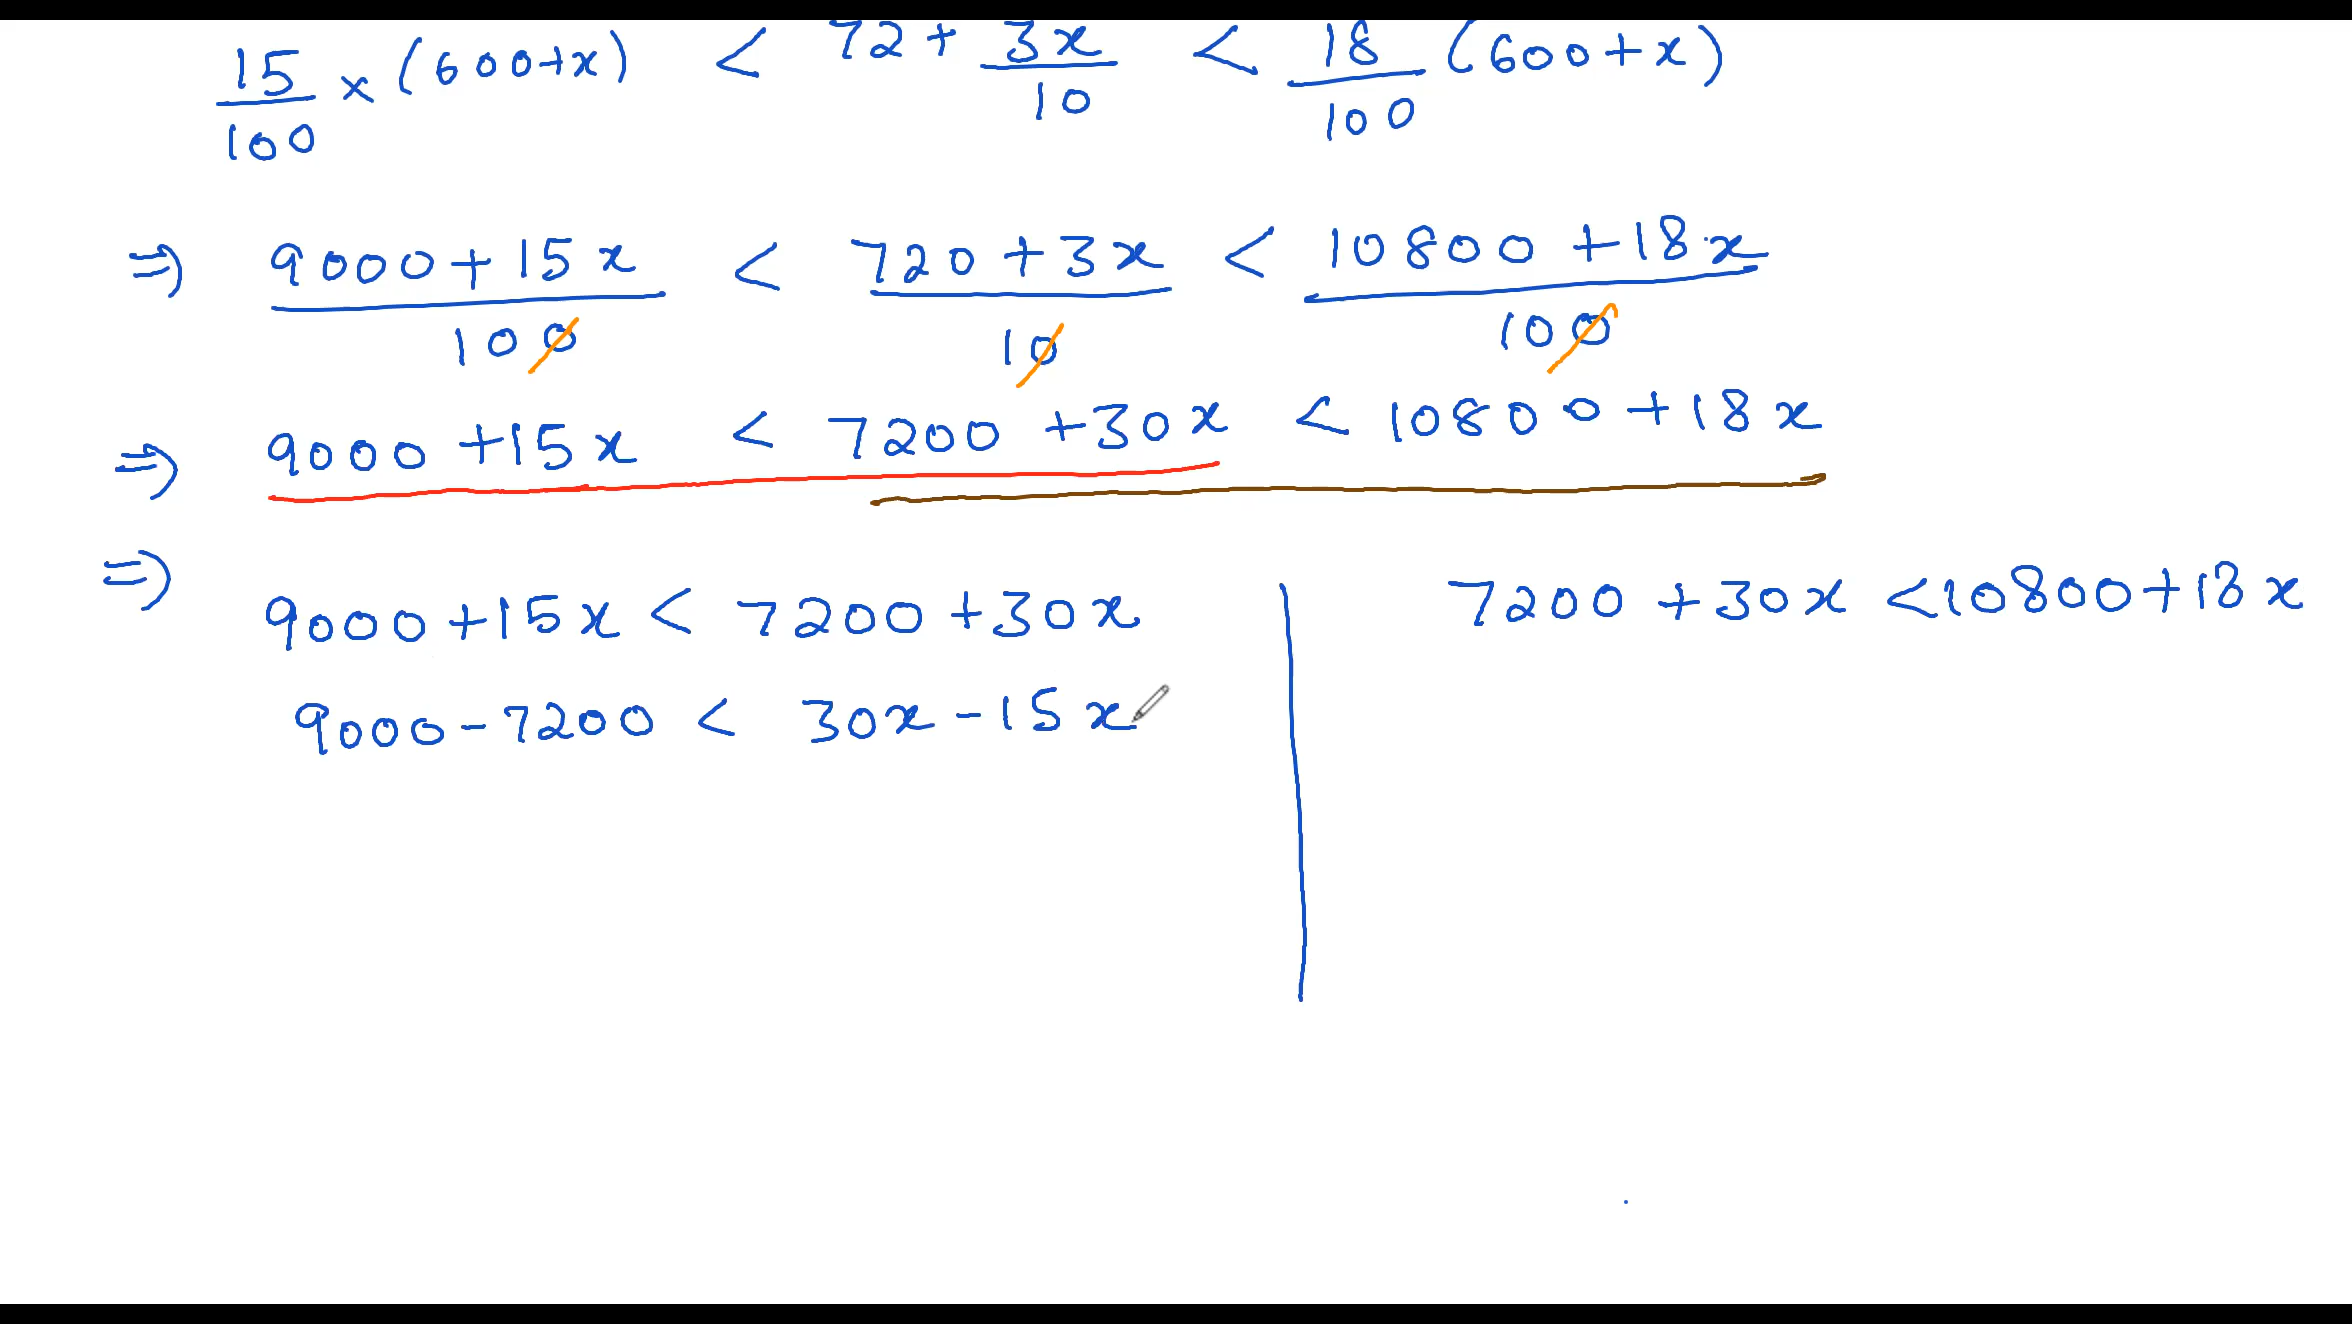 15/100 × (600+x) < 72 + 3x/10 < 18/100 (600+x)
⇒ 9000+15x/100 < 720+3x/10 < 10800+18x/100
⇒ 9000+15x < 7200+30x < 10800+18x
⇒ 9000+15x < 7200+30x
9000-7200 < 30x-15x
7200+30x <10800+18x